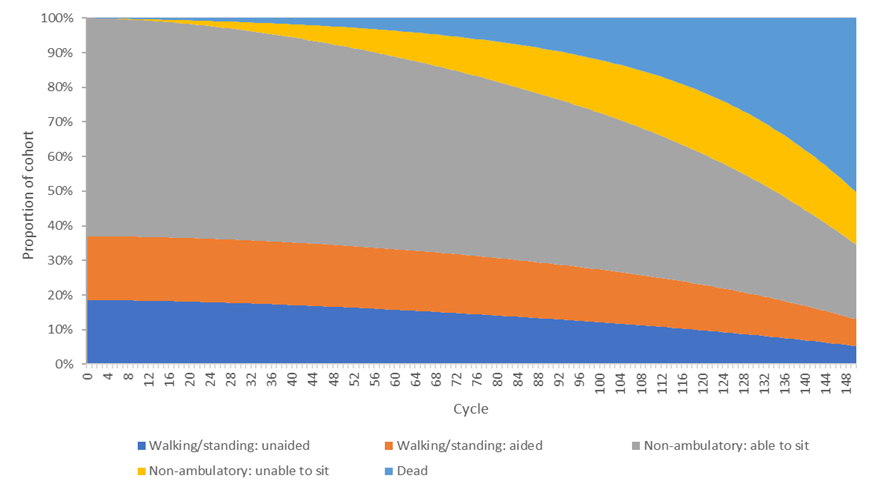 100%
90%
80%
70%
60%
50%
40%
30%
20%
10%
0%
Proportion of cohort
0 4 8 12 16 20 24 28 32 36 40 44 48 52 56 60 64 68 72 76 80 84 88 92 96 100 104 108 112 116 120 124 128 132 136 140 144 148
Cycle
Walking/standing: unaided Walking/standing: aided Non-ambulatory: able to sit
Non-ambulatory: unable to sit Dead